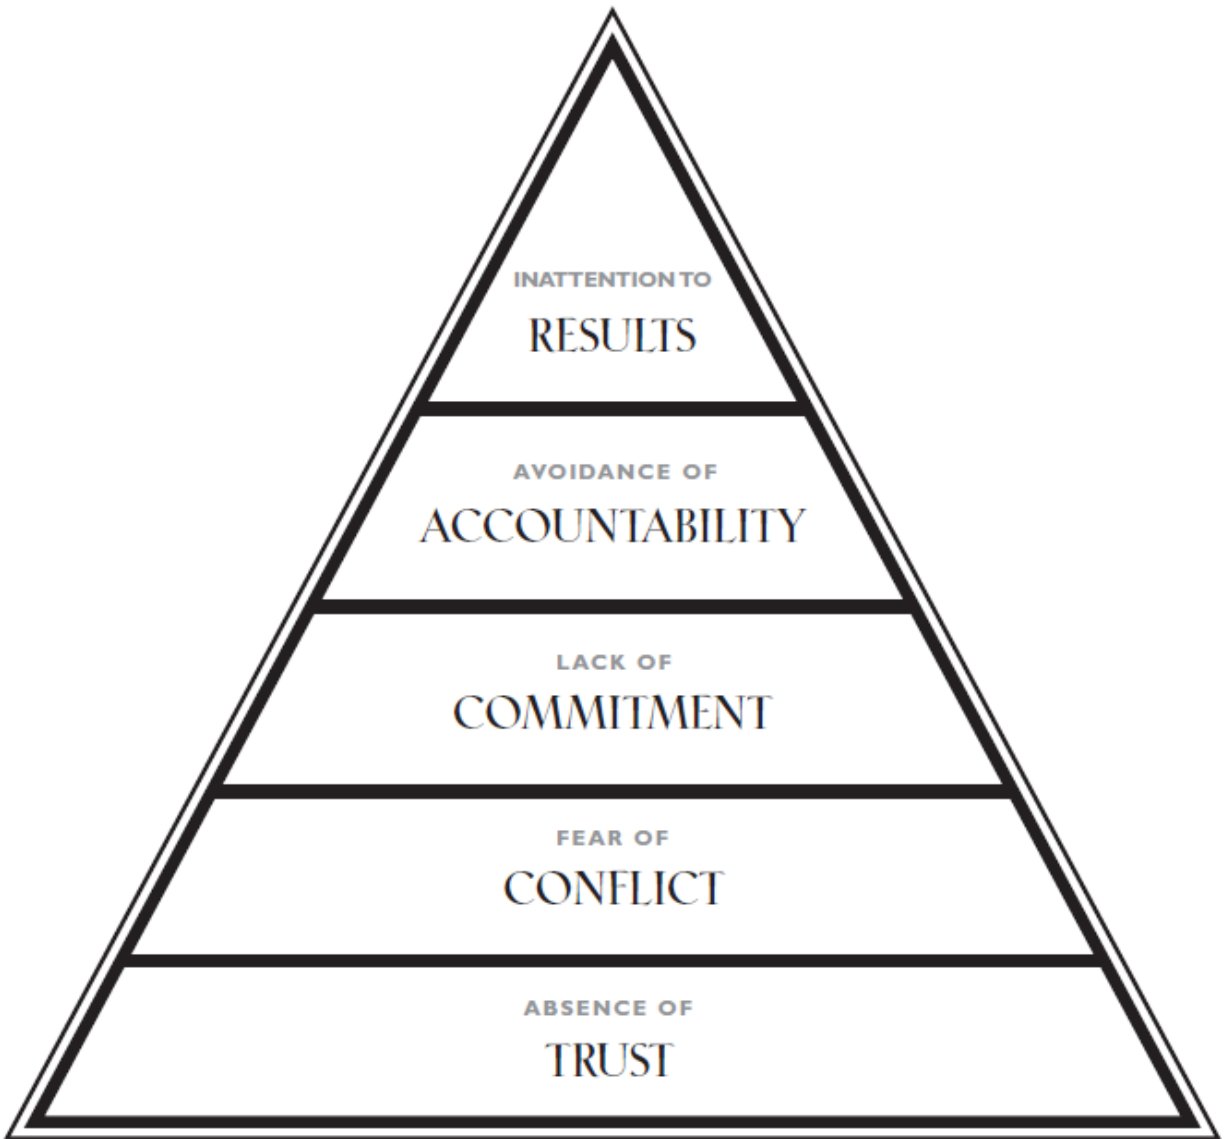 INATTENTION TO
RESULTS
AVOIDANCE OF
ACCOUNTABILITY
LACK OF
COMMITMENT
FEAR OF
CONFLICT
ABSENCE OF
TRUST